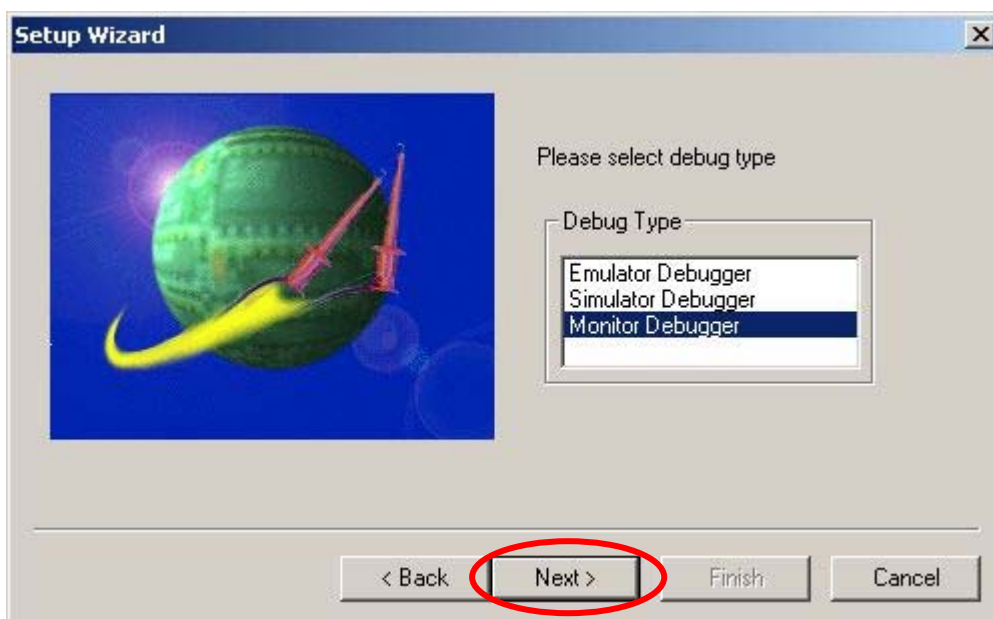 Setup Wizard
Please select debug type
Debug Type
Emulator Debugger
Simulator Debugger
Monitor Debugger
< Back
Next >
Finish
Cancel